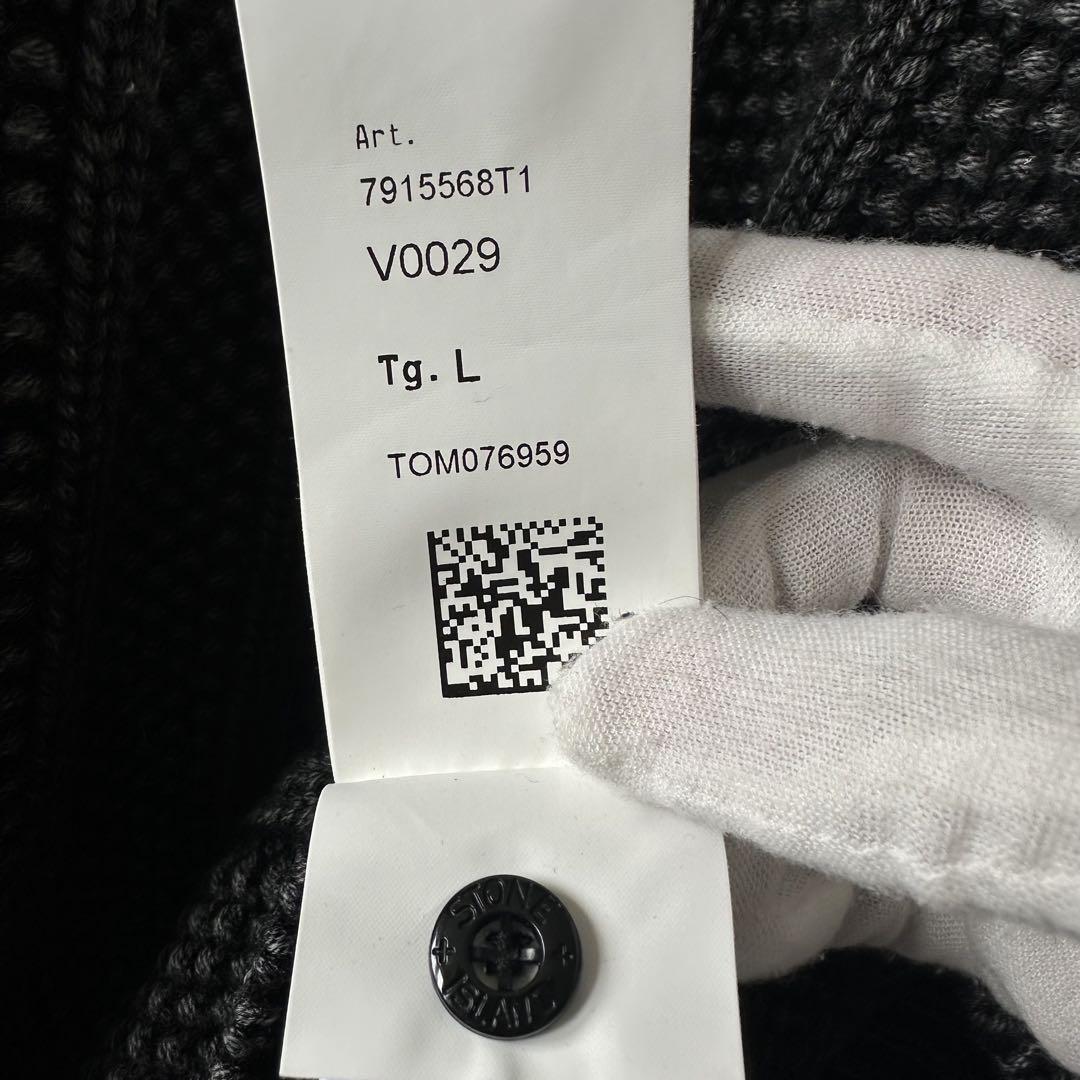 Art.
7915568T1
V0029
Tg. L
TOM076959
STONE
ISLAND